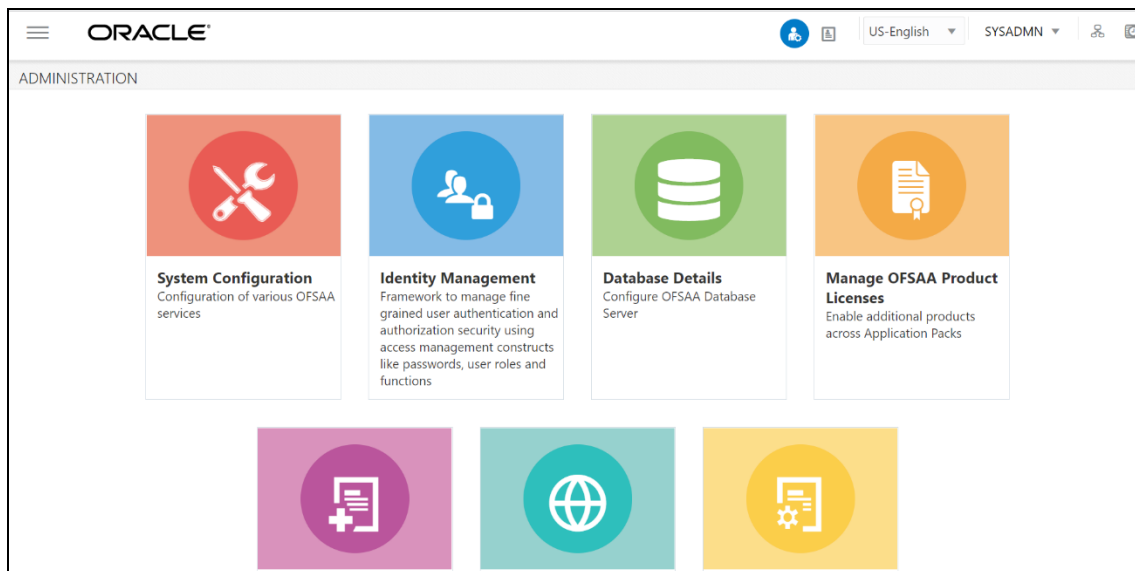 ORACLE
US-English
SYSADMN
ADMINISTRATION
System Configuration
Configuration of various OFSAA
services
Identity Management
Framework to manage fine
grained user authentication and
authorization security using
access management constructs
like passwords, user roles and
functions
Database Details
Configure OFSAA Database
Server
Manage OFSAA Product
Licenses
Enable additional products
across Application Packs